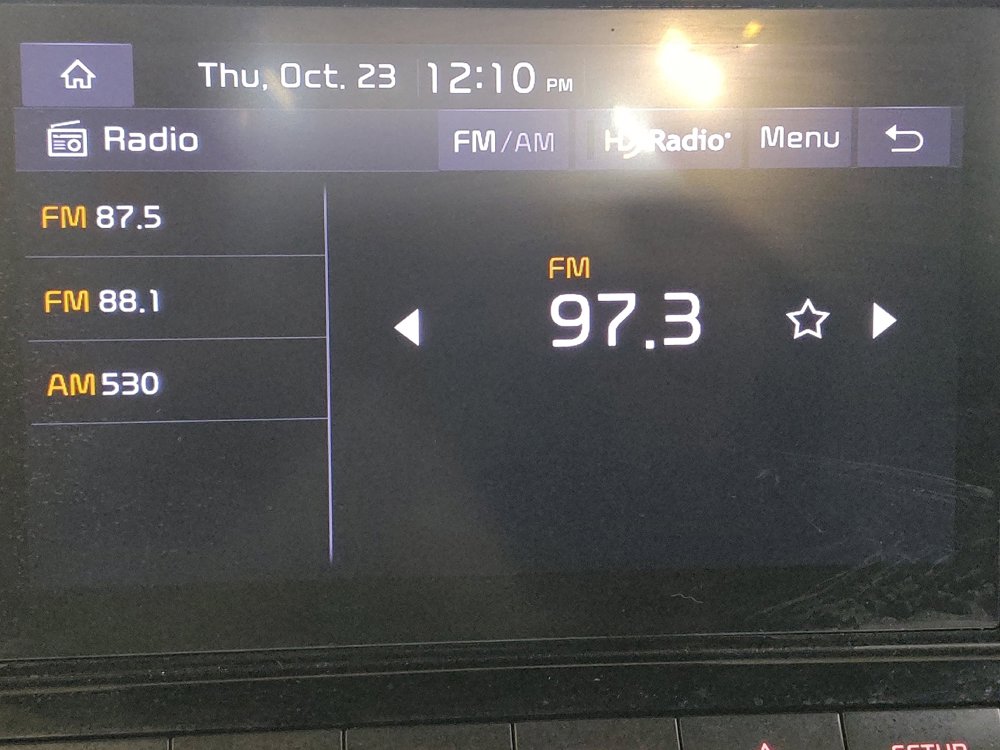 Thu, Oct. 23 12:10 PM
Radio FM/AM HD Radio Menu
FM 87.5
FM 88.1
AM 530
FM
97.3
SETUP